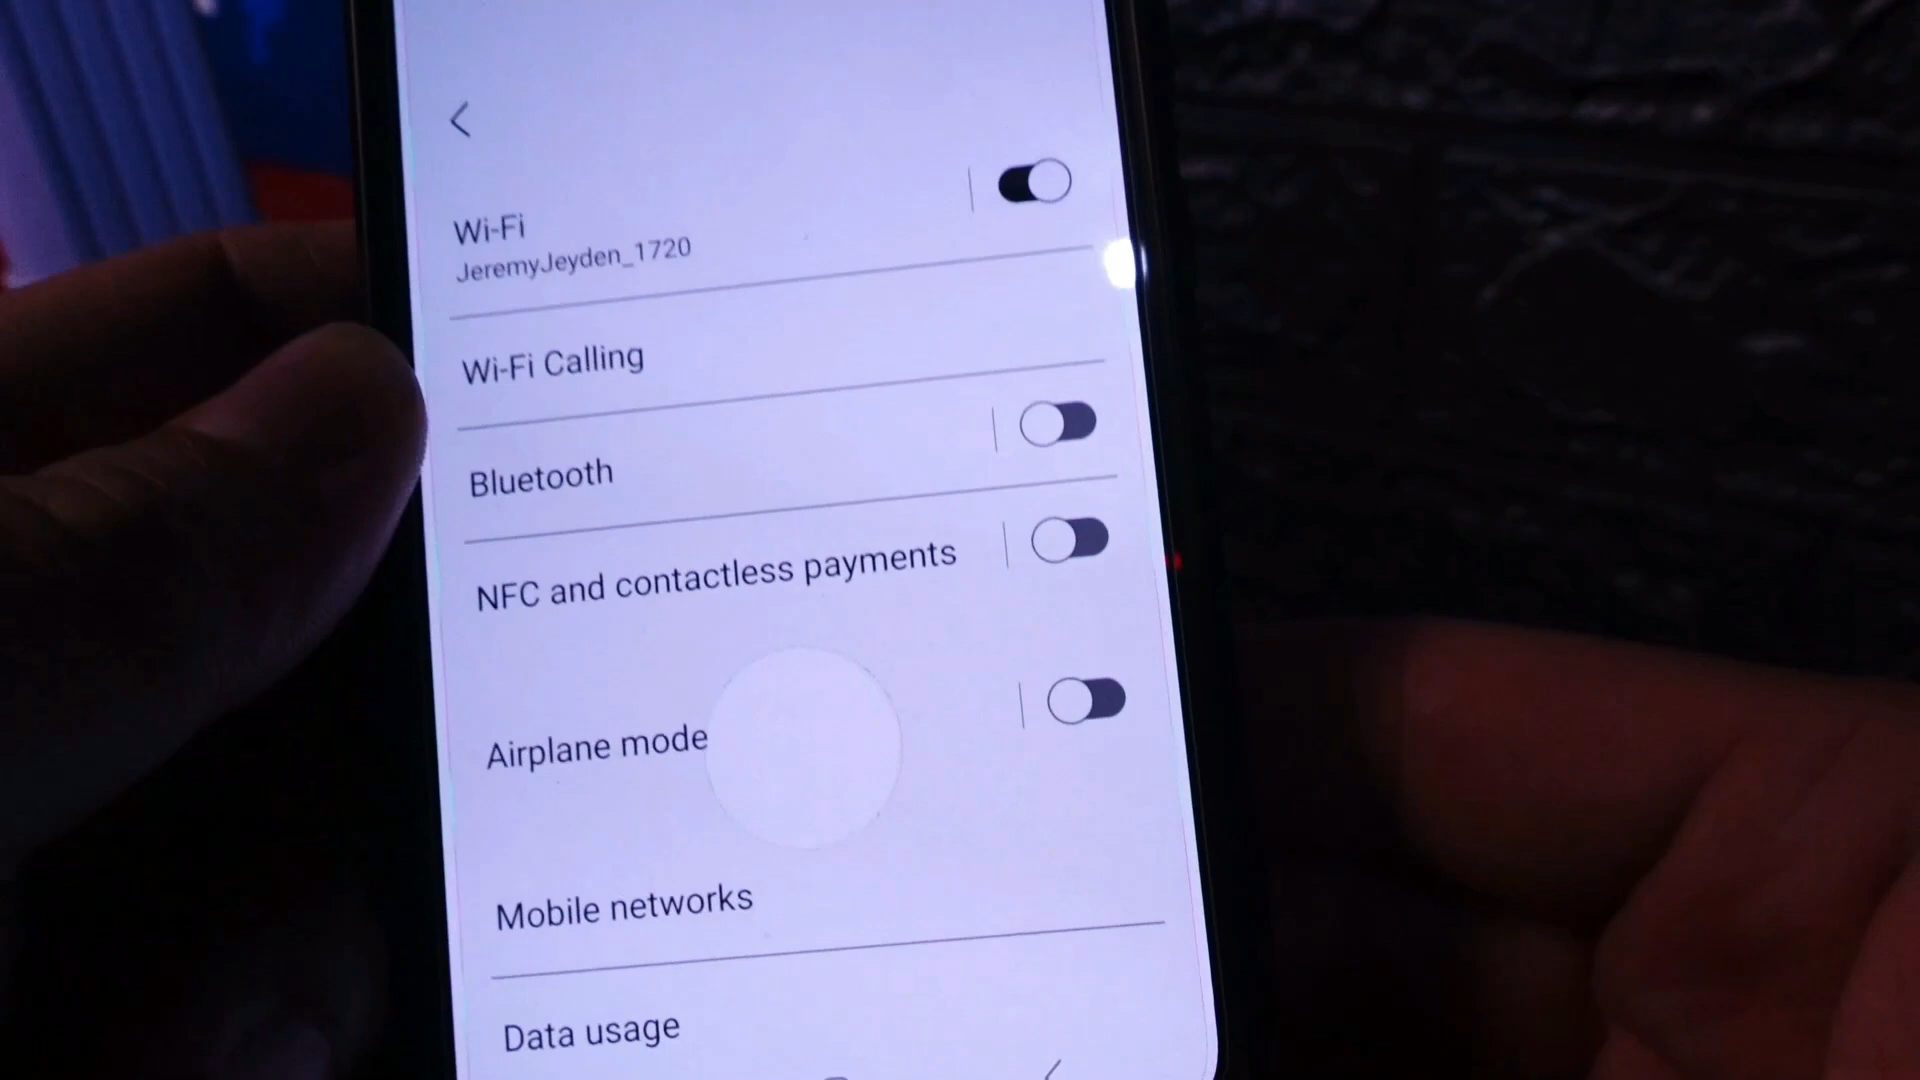 Wi-Fi
JeremyJeyden_1720
Wi-Fi Calling
Bluetooth
NFC and contactless payments
Airplane mode
Mobile networks
Data usage